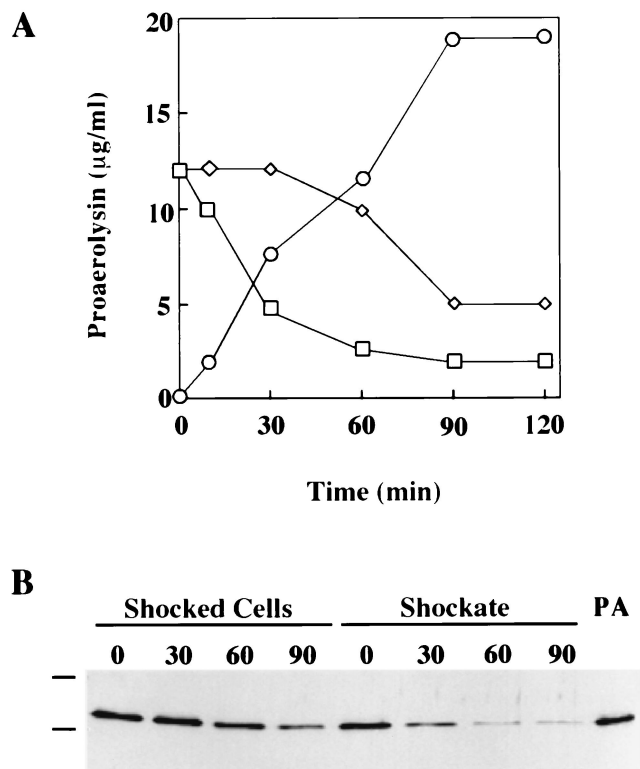 A
20
15
10
5
0
Proaerolysin (μg/ml)
0 30 60 90 120
Time (min)
B
Shocked Cells Shockate PA
0 30 60 90 0 30 60 90